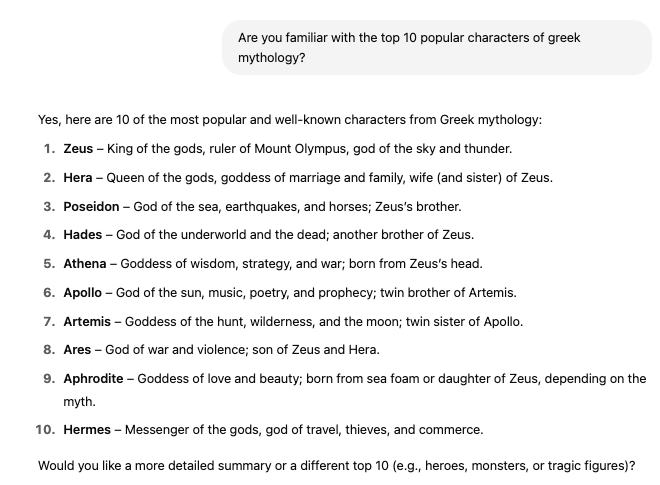 Are you familiar with the top 10 popular characters of greek
mythology?
Yes, here are 10 of the most popular and well-known characters from Greek mythology:
1. Zeus – King of the gods, ruler of Mount Olympus, god of the sky and thunder.
2. Hera – Queen of the gods, goddess of marriage and family, wife (and sister) of Zeus.
3. Poseidon – God of the sea, earthquakes, and horses; Zeus’s brother.
4. Hades – God of the underworld and the dead; another brother of Zeus.
5. Athena – Goddess of wisdom, strategy, and war; born from Zeus’s head.
6. Apollo – God of the sun, music, poetry, and prophecy; twin brother of Artemis.
7. Artemis – Goddess of the hunt, wilderness, and the moon; twin sister of Apollo.
8. Ares – God of war and violence; son of Zeus and Hera.
9. Aphrodite – Goddess of love and beauty; born from sea foam or daughter of Zeus, depending on the
myth.
10. Hermes – Messenger of the gods, god of travel, thieves, and commerce.
Would you like a more detailed summary or a different top 10 (e.g., heroes, monsters, or tragic figures)?